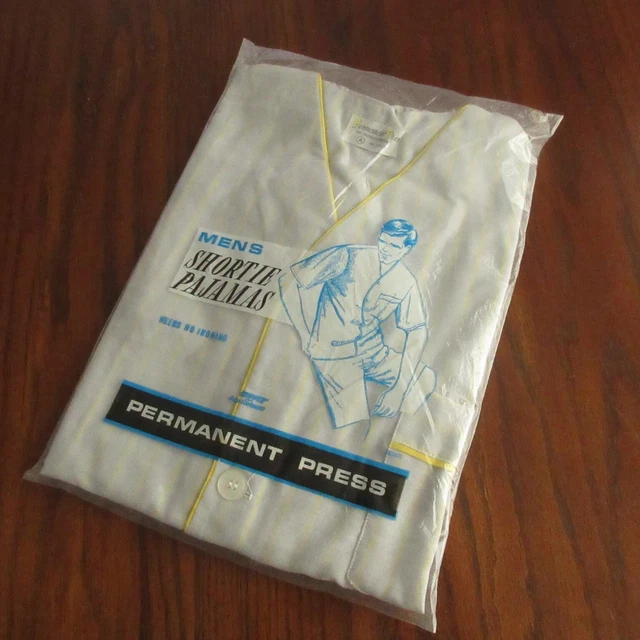 MENS
SHORTIE
PAJAMAS
NEEDS NO IRONING
PERMANENT PRESS